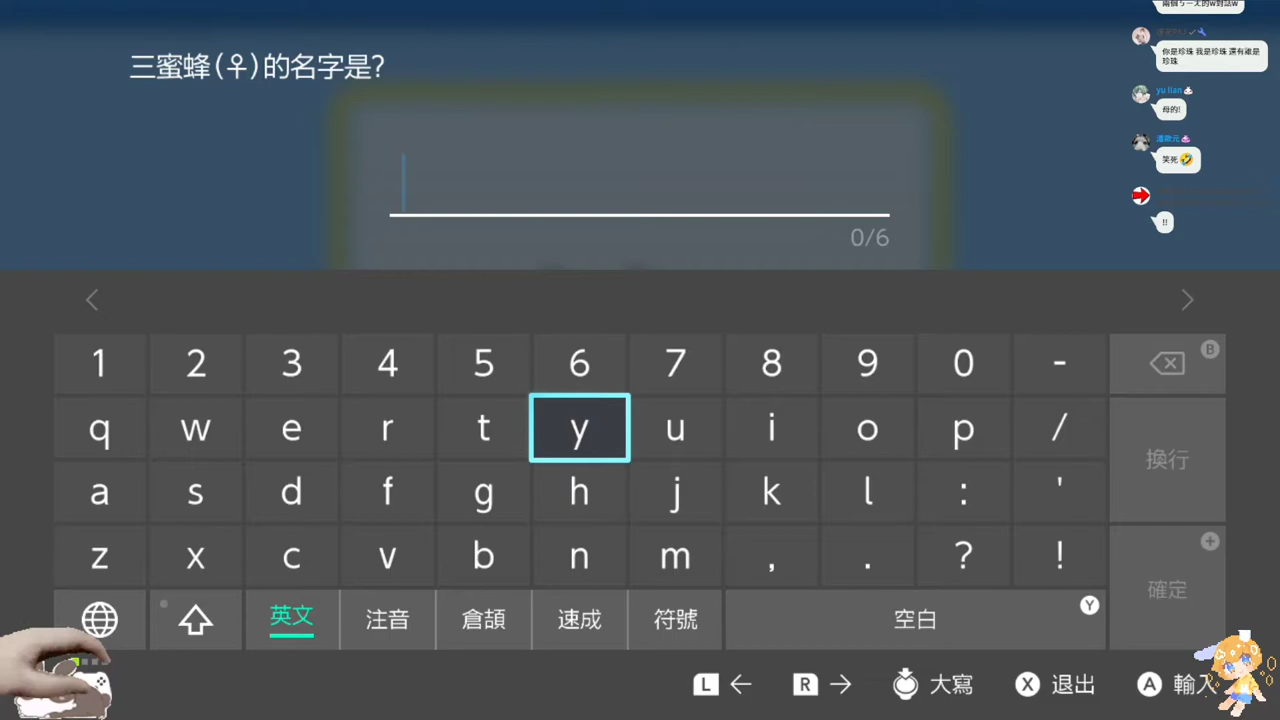 三蜜蜂(♀)的名字是?
0/6
1 2 3 4 5 6 7 8 9 0 -
q w e r t y u i o p /
a s d f g h j k l : '
z x c v b n m , . ? !
英文 注音 倉頡 速成 符號 空白 Y
B
換行
+
確定
L ← R → 大寫 X 退出 A 輸入
你是珍珠 我是珍珠 還有誰是
珍珠
yu lian
母的!
笑死🤣
!!